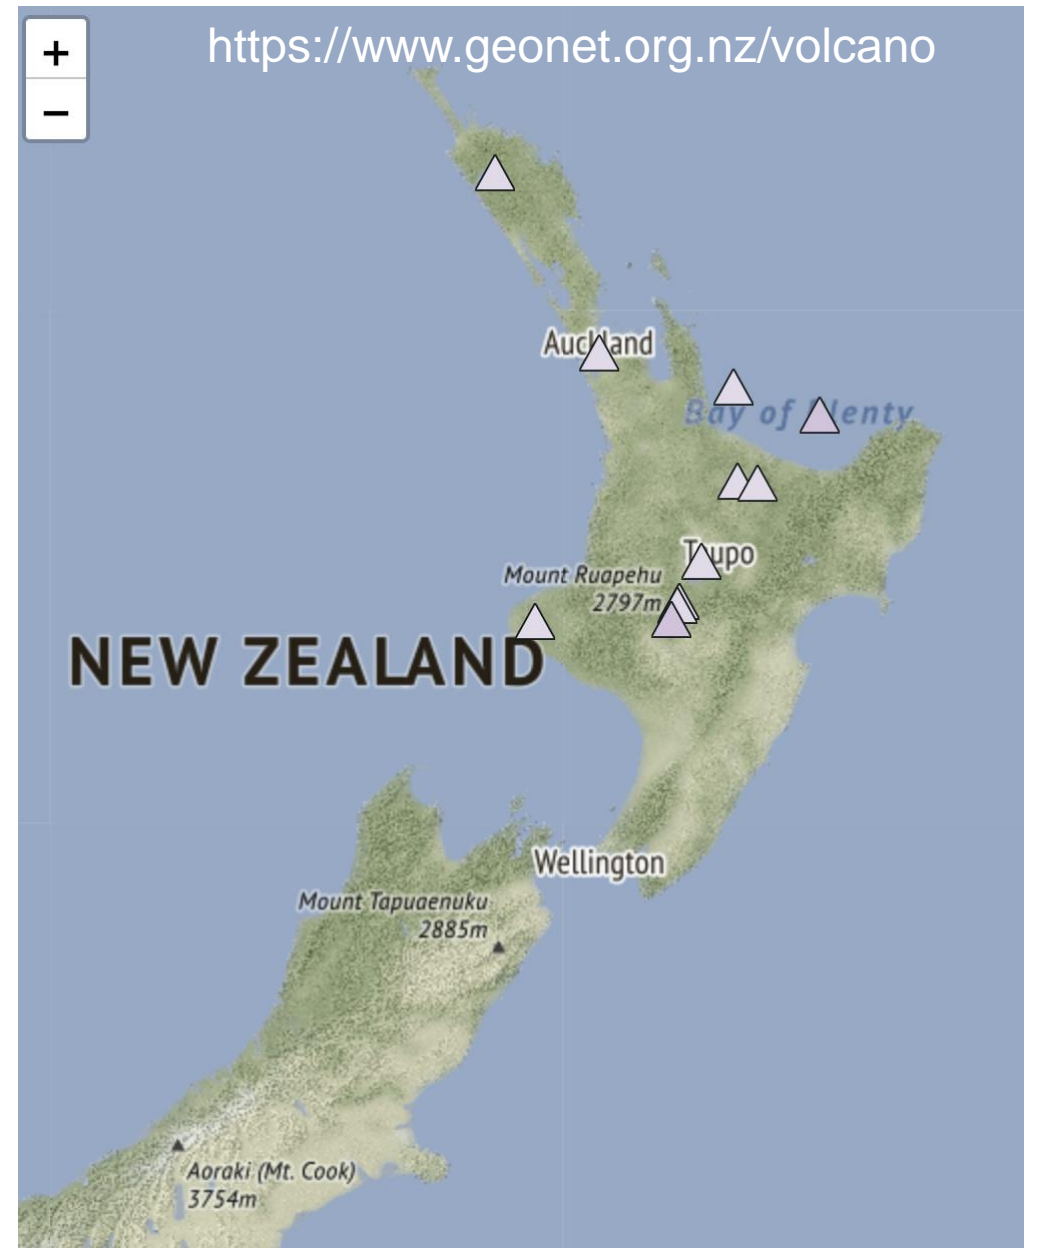 https://www.geonet.org.nz/volcano
+
−
Auckland
Bay of Plenty
Taupo
Mount Ruapehu
2797m
NEW ZEALAND
Wellington
Mount Tapuaenuku
2885m
Aoraki (Mt. Cook)
3754m